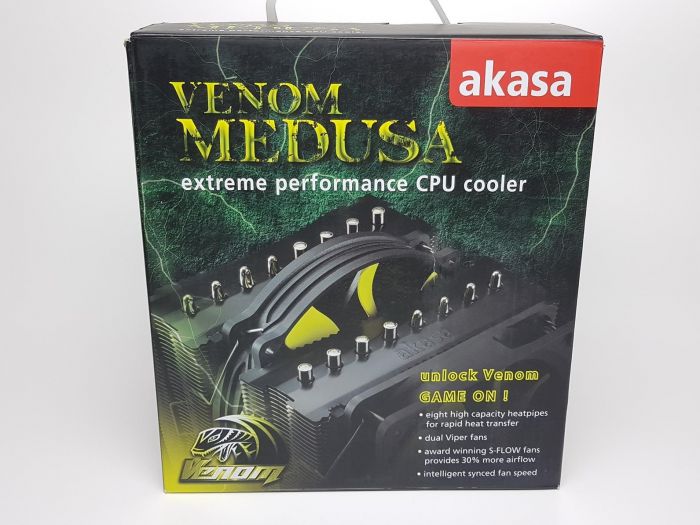 akasa
VENOM
MEDUSA
extreme performance CPU cooler
akasa
unlock Venom
GAME ON !
• eight high capacity heatpipes
for rapid heat transfer
• dual Viper fans
• award winning S-FLOW fans
provides 30% more airflow
• intelligent synced fan speed
Venom